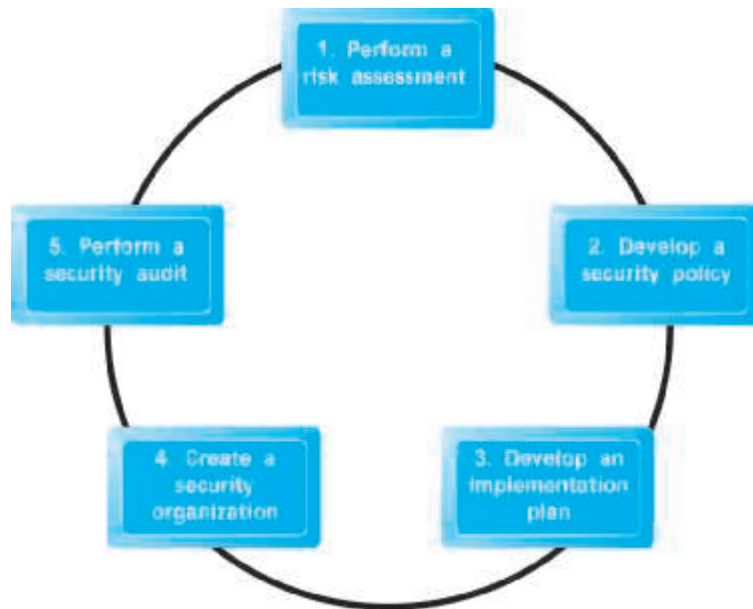 1. Perform a
risk assessment
2. Develop a
security policy
3. Develop an
implementation
plan
4. Create a
security
organization
5. Perform a
security audit